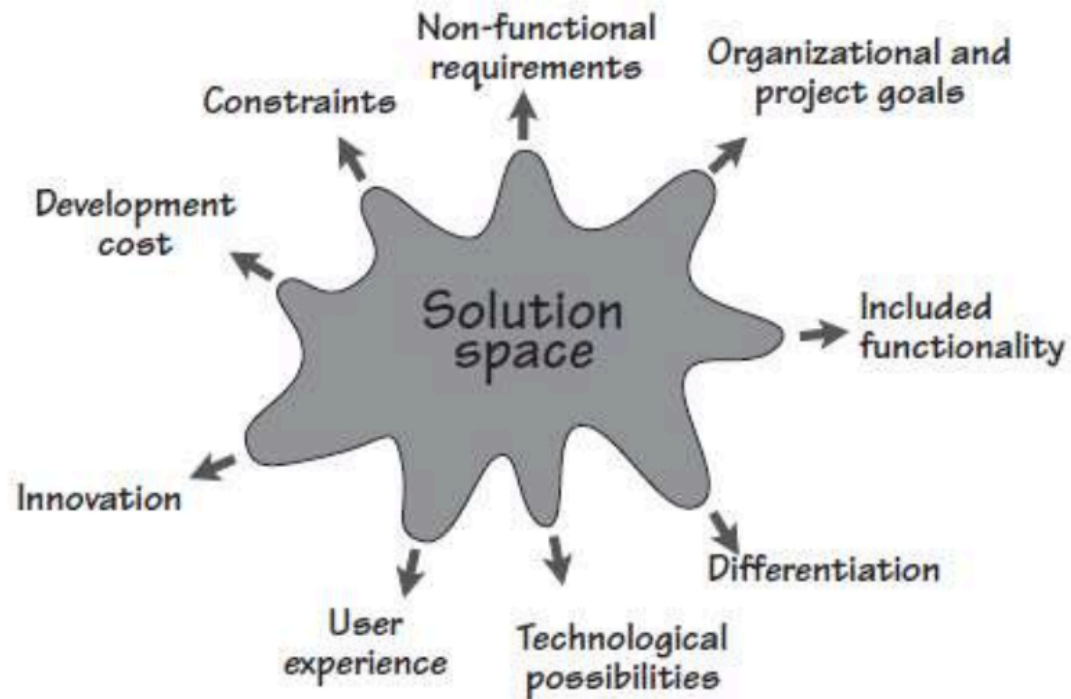 Non-functional
requirements
Organizational and
project goals
Constraints
Development
cost
Solution
space
Included
functionality
Innovation
Differentiation
User
experience
Technological
possibilities